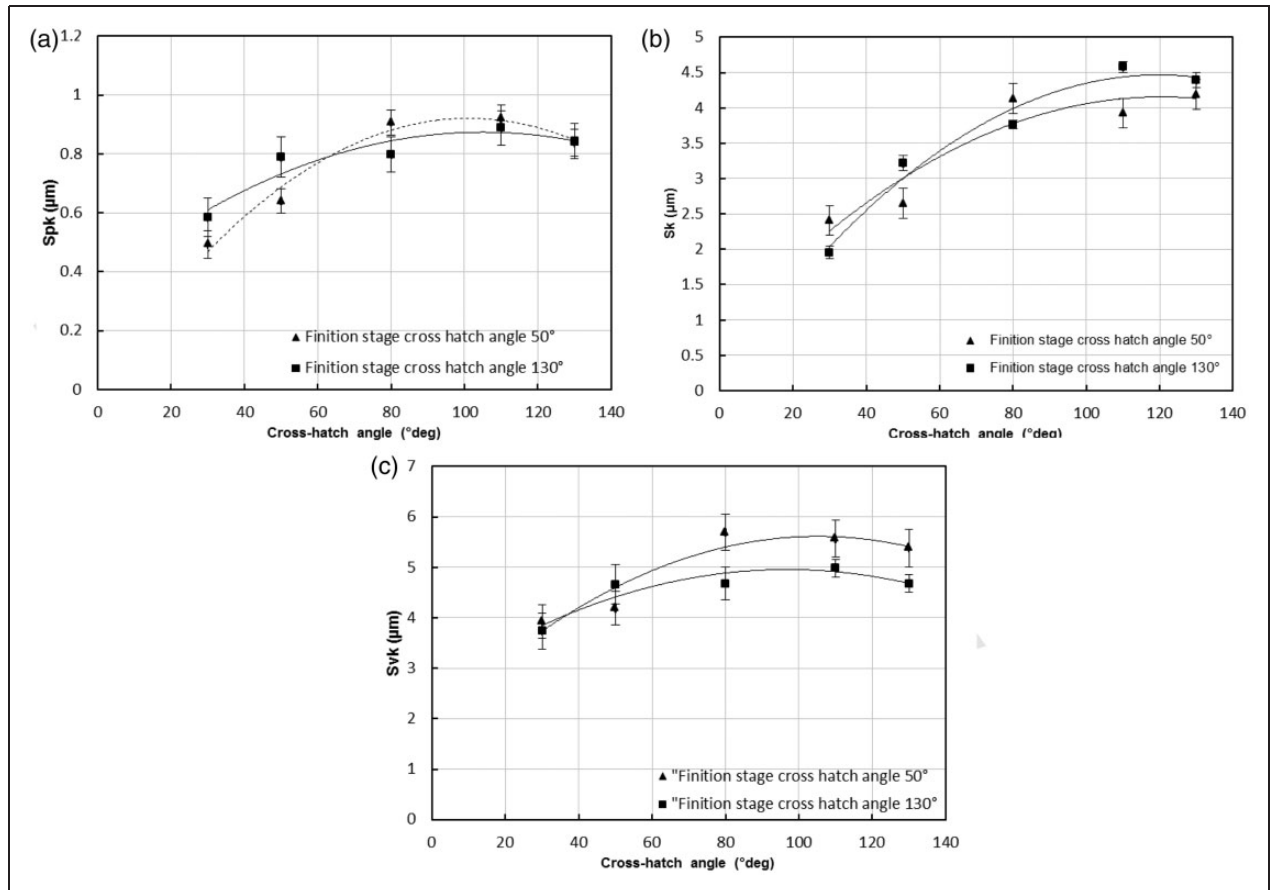 (a)
1.2
1
0.8
0.6
0.4
0.2
0
Spk (µm)
▲ Finition stage cross hatch angle 50°
■ Finition stage cross hatch angle 130°
0 20 40 60 80 100 120 140
Cross-hatch angle (°deg)
(b)
5
4.5
4
3.5
3
2.5
2
1.5
1
0.5
0
Sk (µm)
▲ Finition stage cross hatch angle 50°
■ Finition stage cross hatch angle 130°
0 20 40 60 80 100 120 140
Cross-hatch angle (°deg)
(c)
7
6
5
4
3
2
1
0
Svk (µm)
▲ "Finition stage cross hatch angle 50°
■ "Finition stage cross hatch angle 130°
0 20 40 60 80 100 120 140
Cross-hatch angle (°deg)